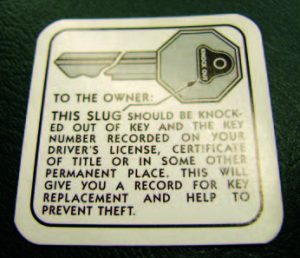 KNOCK OUT
TO THE OWNER:
THIS SLUG SHOULD BE KNOCK-
ED OUT OF KEY AND THE KEY
NUMBER RECORDED ON YOUR
DRIVER'S LICENSE, CERTIFICATE
OF TITLE OR IN SOME OTHER
PERMANENT PLACE. THIS WILL
GIVE YOU A RECORD FOR KEY
REPLACEMENT AND HELP TO
PREVENT THEFT.